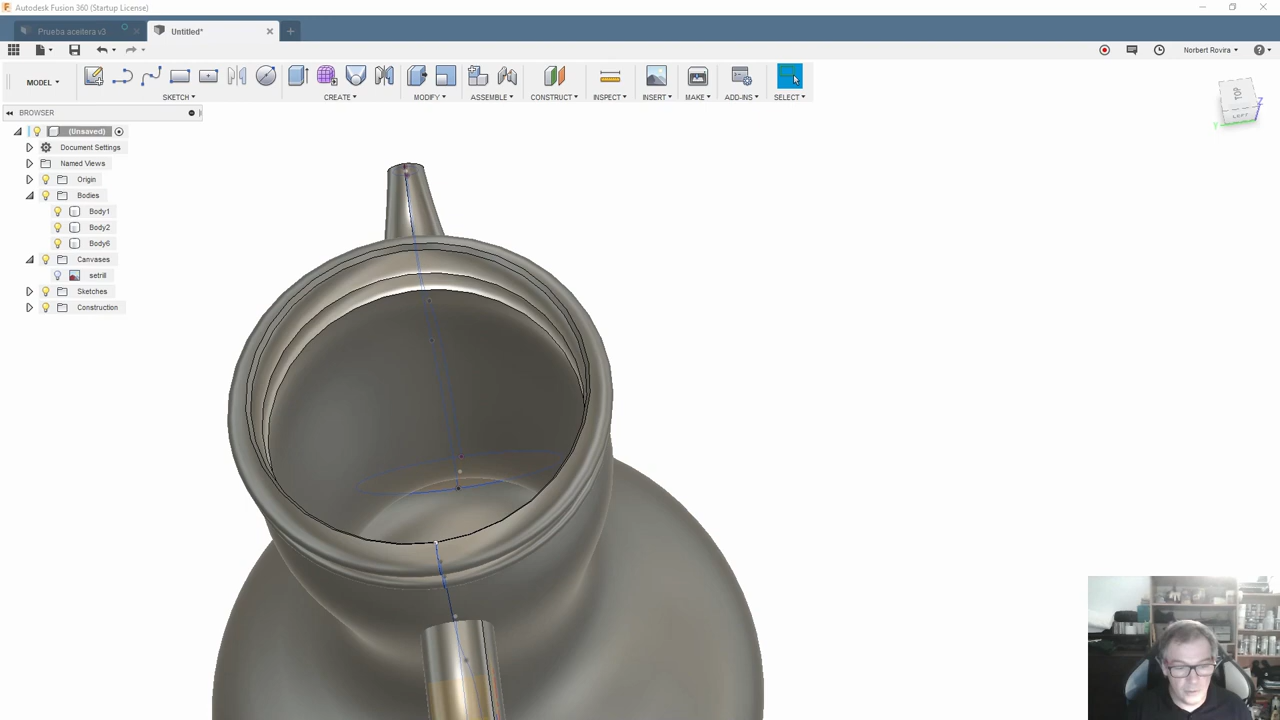 Autodesk Fusion 360 (Startup License)
Prueba aceitera v3
Untitled*
Norbert Rovira
MODEL
SKETCH
CREATE
MODIFY
ASSEMBLE
CONSTRUCT
INSPECT
INSERT
MAKE
ADD-INS
SELECT
BROWSER
(Unsaved)
Document Settings
Named Views
Origin
Bodies
Body1
Body2
Body6
Canvases
setrill
Sketches
Construction
TOP
LEFT
Z
Y